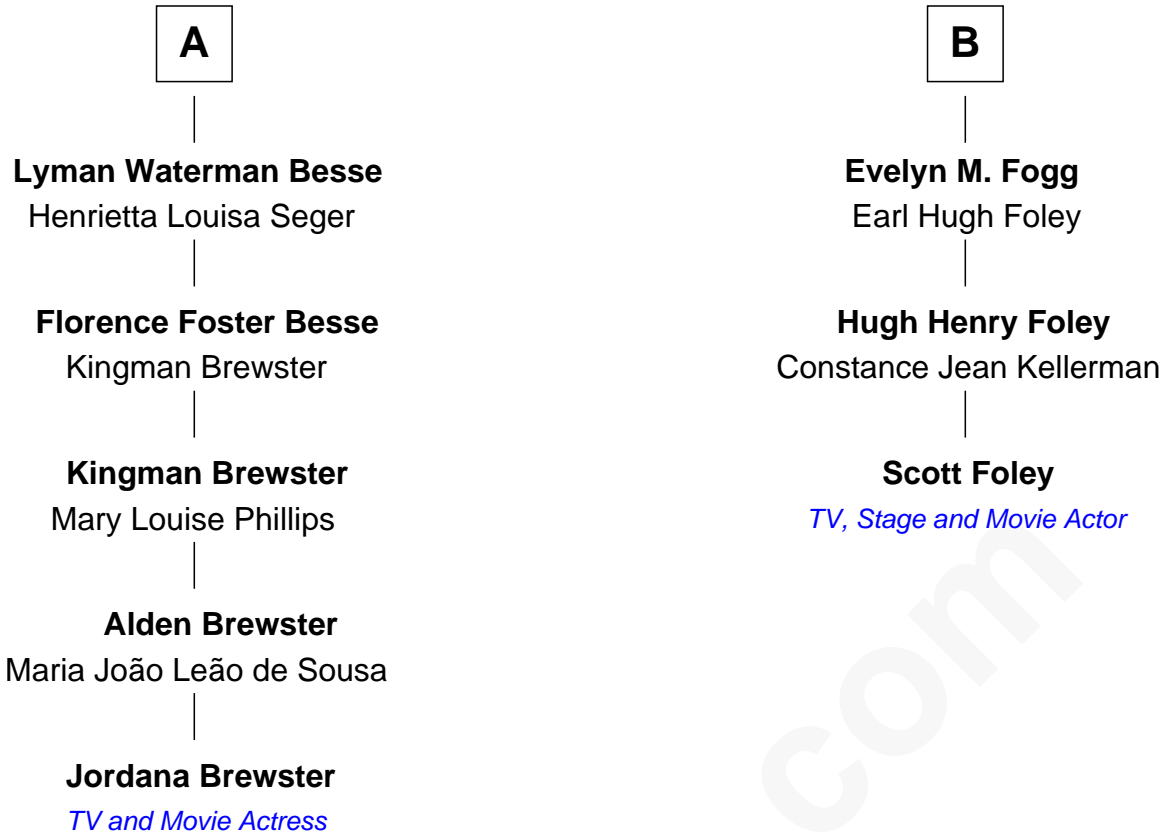 A
Lyman Waterman Besse
Henrietta Louisa Seger
Florence Foster Besse
Kingman Brewster
Kingman Brewster
Mary Louise Phillips
Alden Brewster
Maria João Leão de Sousa
Jordana Brewster
TV and Movie Actress
B
Evelyn M. Fogg
Earl Hugh Foley
Hugh Henry Foley
Constance Jean Kellerman
Scott Foley
TV, Stage and Movie Actor
com